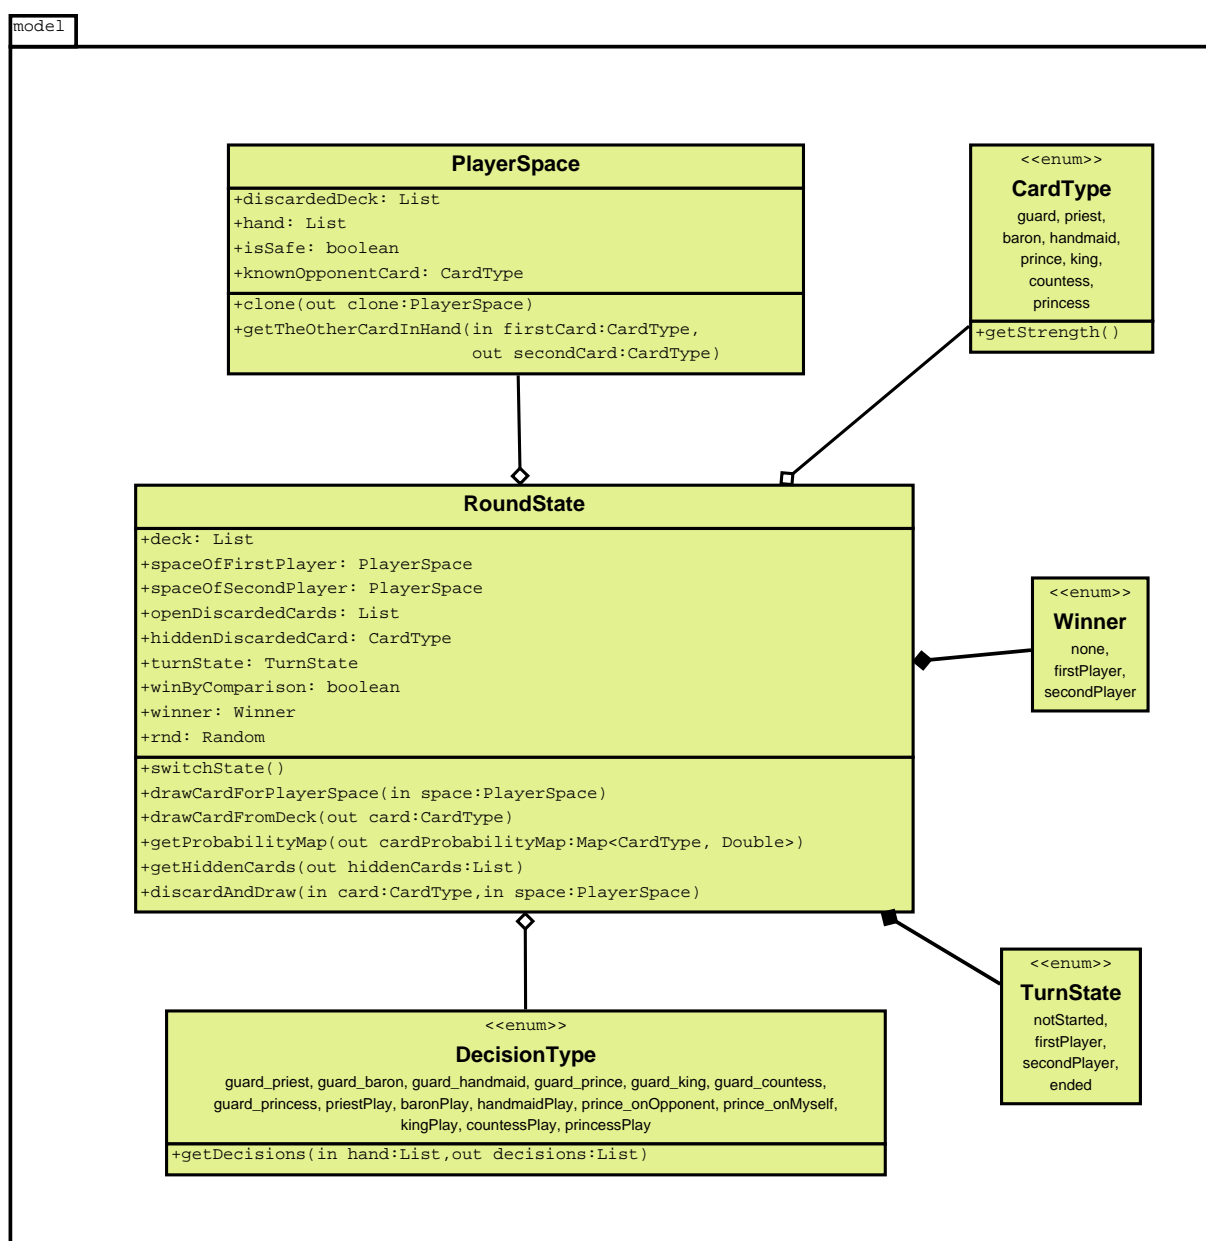 model
PlayerSpace
+discardedDeck: List
+hand: List
+isSafe: boolean
+knownOpponentCard: CardType
+clone(out clone:PlayerSpace)
+getTheOtherCardInHand(in firstCard:CardType,
out secondCard:CardType)
<<enum>>
CardType
guard, priest,
baron, handmaid,
prince, king,
countess,
princess
+getStrength()
RoundState
+deck: List
+spaceOfFirstPlayer: PlayerSpace
+spaceOfSecondPlayer: PlayerSpace
+openDiscardedCards: List
+hiddenDiscardedCard: CardType
+turnState: TurnState
+winByComparison: boolean
+winner: Winner
+rnd: Random
+switchState()
+drawCardForPlayerSpace(in space:PlayerSpace)
+drawCardFromDeck(out card:CardType)
+getProbabilityMap(out cardProbabilityMap:Map<CardType, Double>)
+getHiddenCards(out hiddenCards:List)
+discardAndDraw(in card:CardType,in space:PlayerSpace)
<<enum>>
Winner
none,
firstPlayer,
secondPlayer
<<enum>>
TurnState
notStarted,
firstPlayer,
secondPlayer,
ended
<<enum>>
DecisionType
guard_priest, guard_baron, guard_handmaid, guard_prince, guard_king, guard_countess,
guard_princess, priestPlay, baronPlay, handmaidPlay, prince_onOpponent, prince_onMyself,
kingPlay, countessPlay, princessPlay
+getDecisions(in hand:List,out decisions:List)